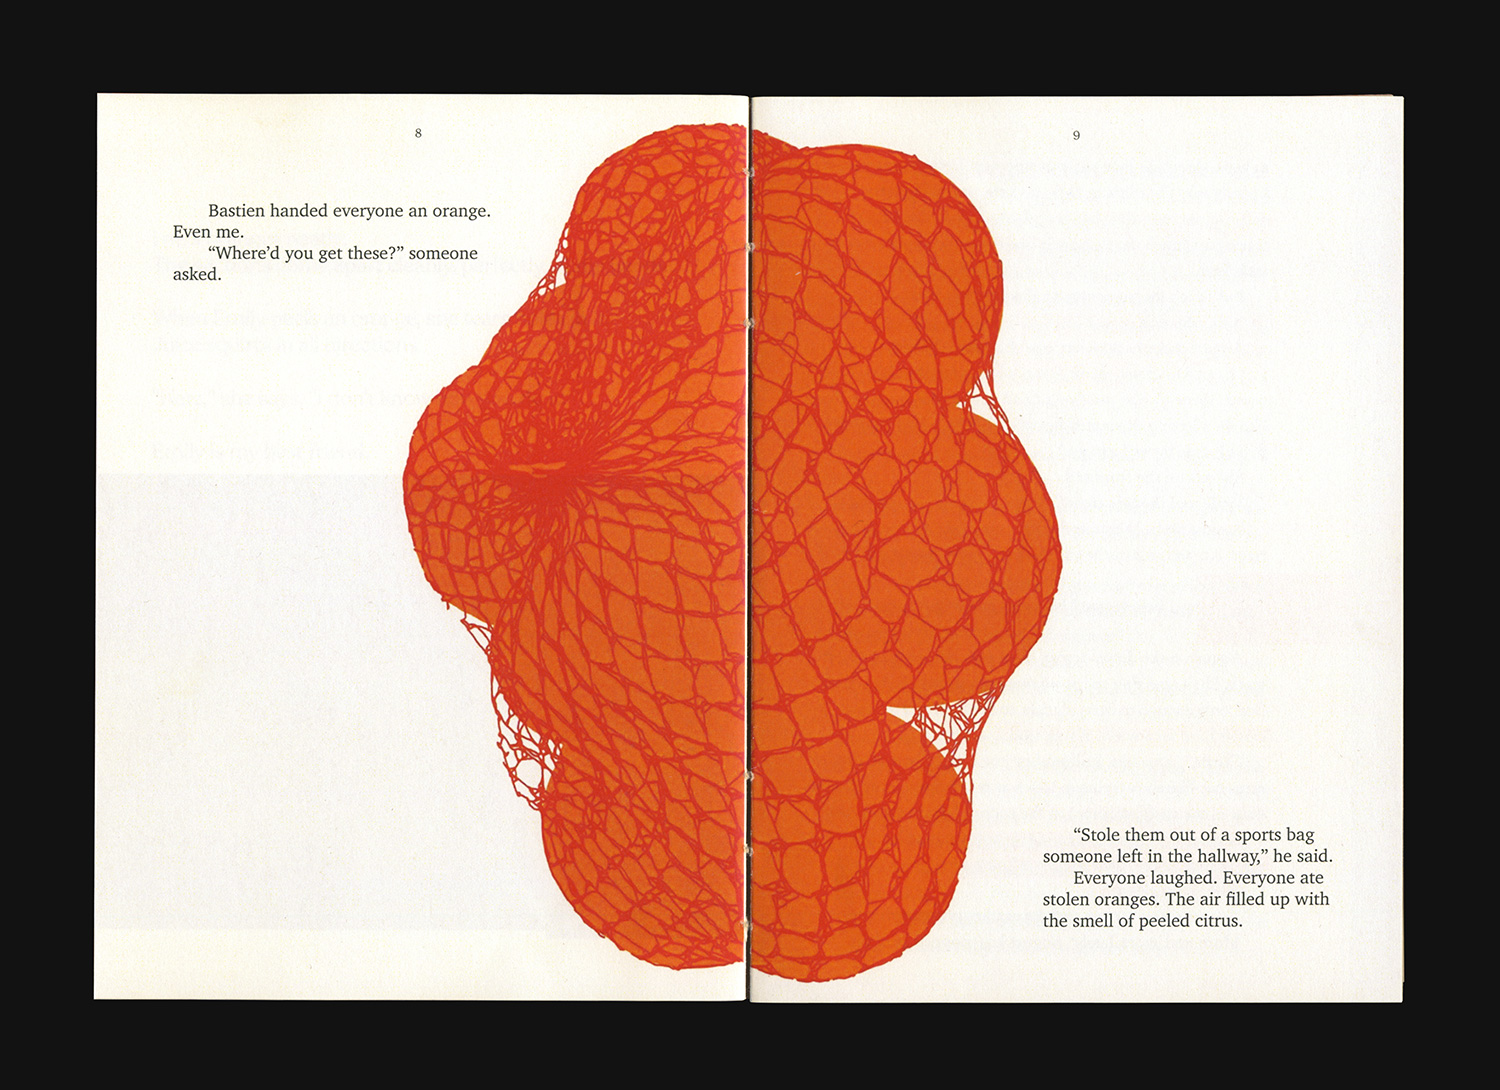 8
Bastien handed everyone an orange.
Even me.
“Where’d you get these?” someone
asked.
9
“Stole them out of a sports bag
someone left in the hallway,” he said.
Everyone laughed. Everyone ate
stolen oranges. The air filled up with
the smell of peeled citrus.